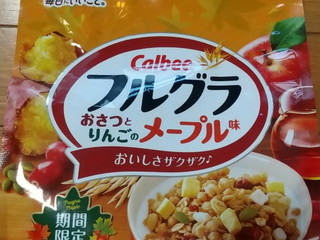 毎日にいいこと。
Calbee
フルグラ
おさつと
りんごのメープル味
おいしさザクザク♪
期間
限定